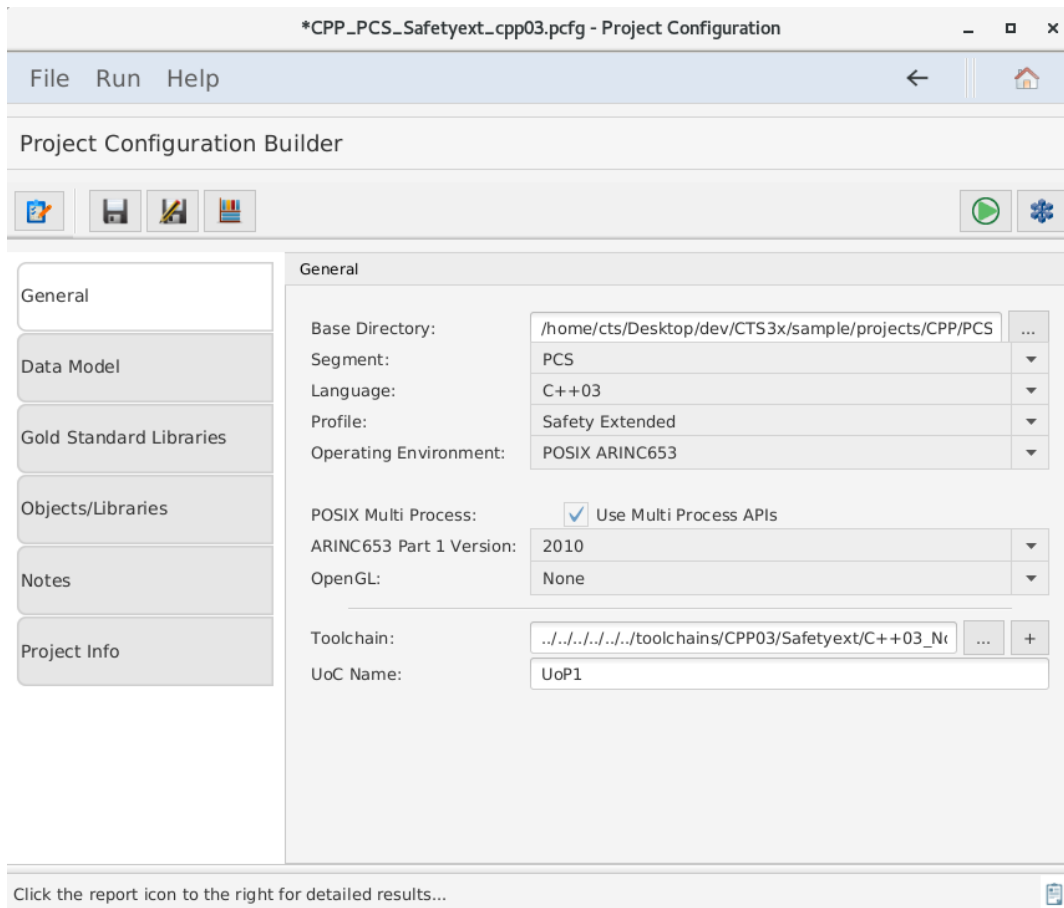 *CPP_PCS_Safetyext_cpp03.pcfg - Project Configuration
File Run Help
Project Configuration Builder
General
Data Model
Gold Standard Libraries
Objects/Libraries
Notes
Project Info
General
Base Directory: /home/cts/Desktop/dev/CTS3x/sample/projects/CPP/PCS ...
Segment: PCS
Language: C++03
Profile: Safety Extended
Operating Environment: POSIX ARINC653
POSIX Multi Process: Use Multi Process APIs
ARINC653 Part 1 Version: 2010
OpenGL: None
Toolchain: ../../../../../../toolchains/CPP03/Safetyext/C++03_No ... +
UoC Name: UoP1
Click the report icon to the right for detailed results...